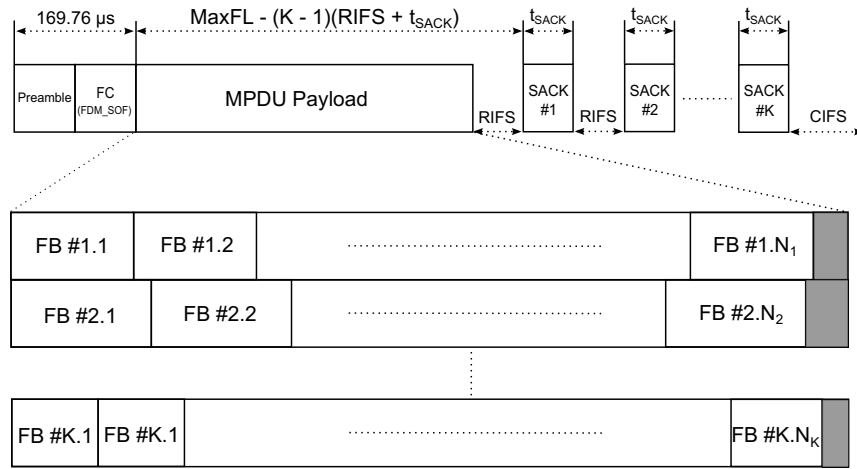 169.76 µs
MaxFL - (K - 1)(RIFS + tSACK)
tSACK
tSACK
tSACK
Preamble
FC
(FDM_SOF)
MPDU Payload
RIFS
SACK
#1
RIFS
SACK
#2
SACK
#K
CIFS
FB #1.1
FB #1.2
FB #1.N1
FB #2.1
FB #2.2
FB #2.N2
FB #K.1
FB #K.1
FB #K.NK